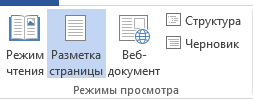 Режим чтения
Разметка страницы
Веб-документ
Структура
Черновик
Режимы просмотра